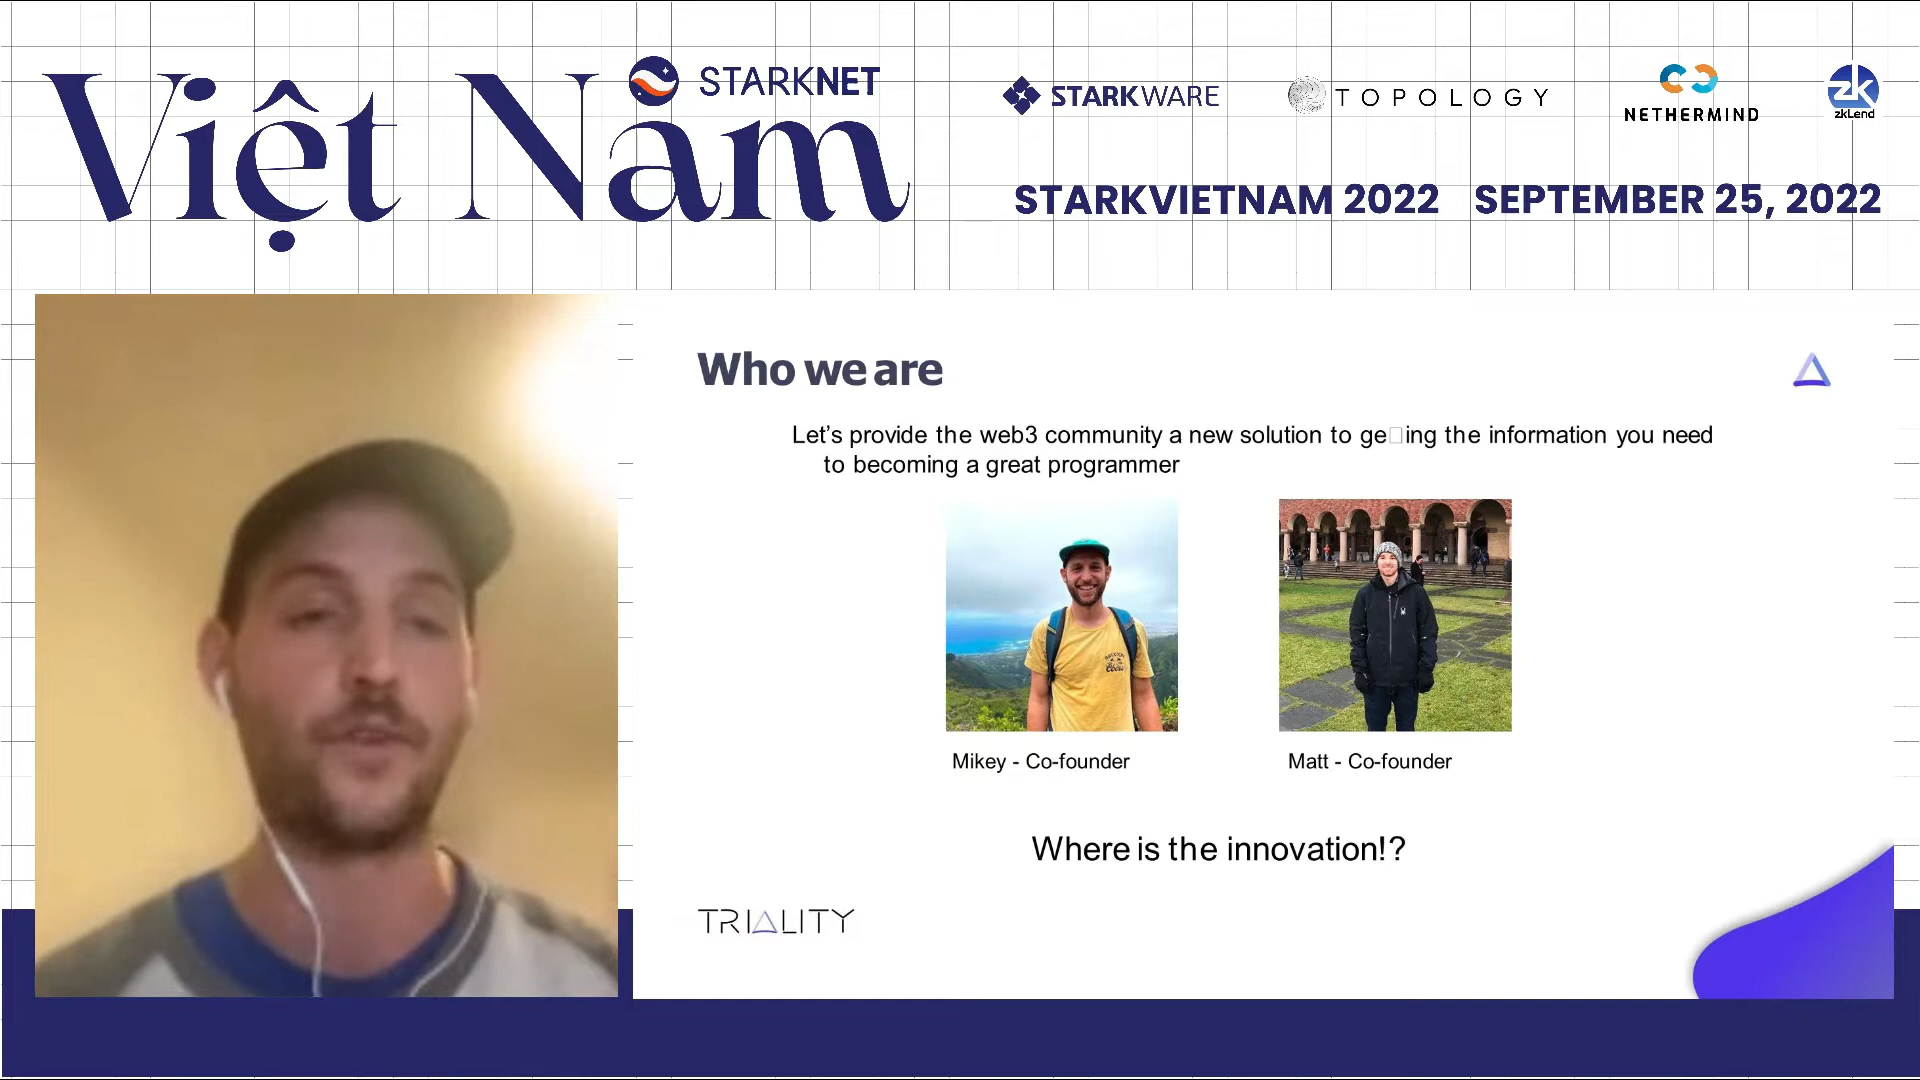 Việt Nam
STARKNET
STARKWARE
TOPOLOGY
NETHERMIND
zk
zkLend
STARKVIETNAM 2022 SEPTEMBER 25, 2022
Who we are
Let’s provide the web3 community a new solution to ge□ing the information you need
to becoming a great programmer
Mikey - Co-founder
Matt - Co-founder
Where is the innovation!?
TRIALITY